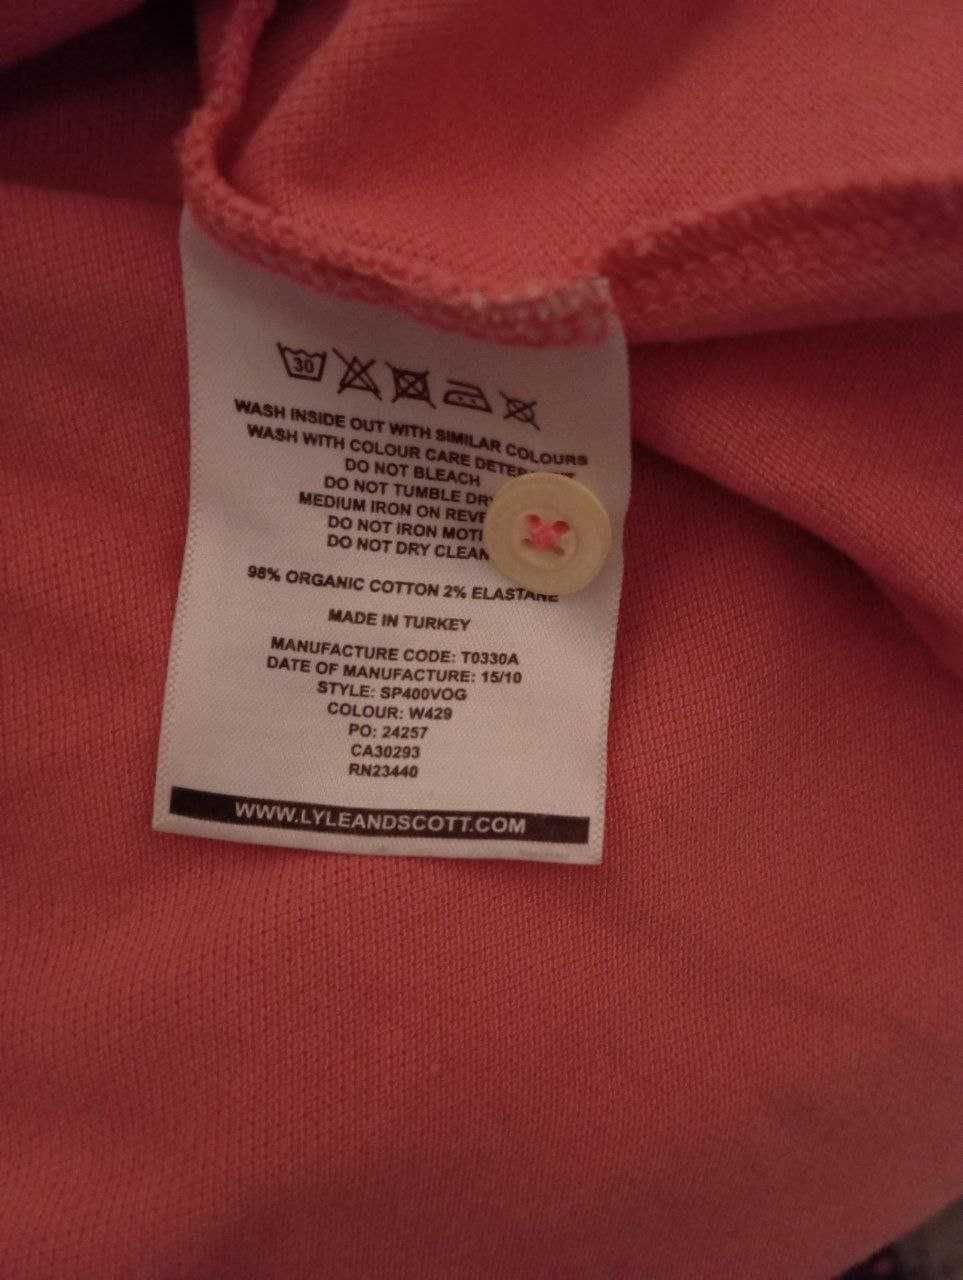 30
WASH INSIDE OUT WITH SIMILAR COLOURS
WASH WITH COLOUR CARE
DO NOT BLEACH
DO NOT TUMBLE DRY
MEDIUM IRON ON
DO NOT IRON
DO NOT DRY CLEAN
98% ORGANIC COTTON 2% ELASTANE
MADE IN TURKEY
MANUFACTURE CODE: T0330A
DATE OF MANUFACTURE: 15/10
STYLE: SP400VOG
COLOUR: W429
PO: 24257
CA30293
RN23440
WWW.LYLEANDSCOTT.COM